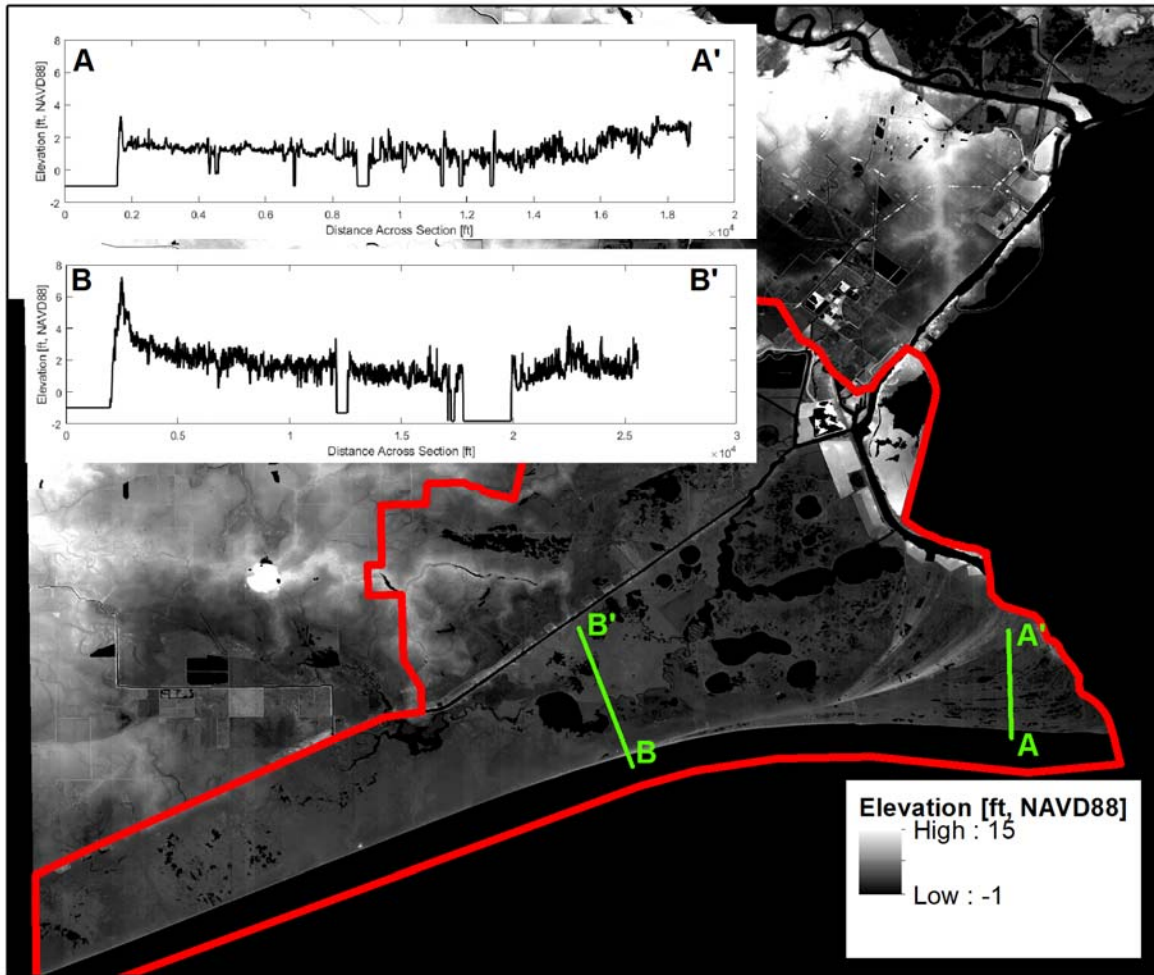 A
A'
8
6
4
2
0
-2
Elevation [ft, NAVD88]
0 0.2 0.4 0.6 0.8 1 1.2 1.4 1.6 1.8 2
×10⁴
Distance Across Section [ft]
B
B'
8
6
4
2
0
-2
Elevation [ft, NAVD88]
0 0.5 1 1.5 2 2.5 3
×10⁴
Distance Across Section [ft]
B'
A'
B
A
Elevation [ft, NAVD88]
High : 15
Low : -1